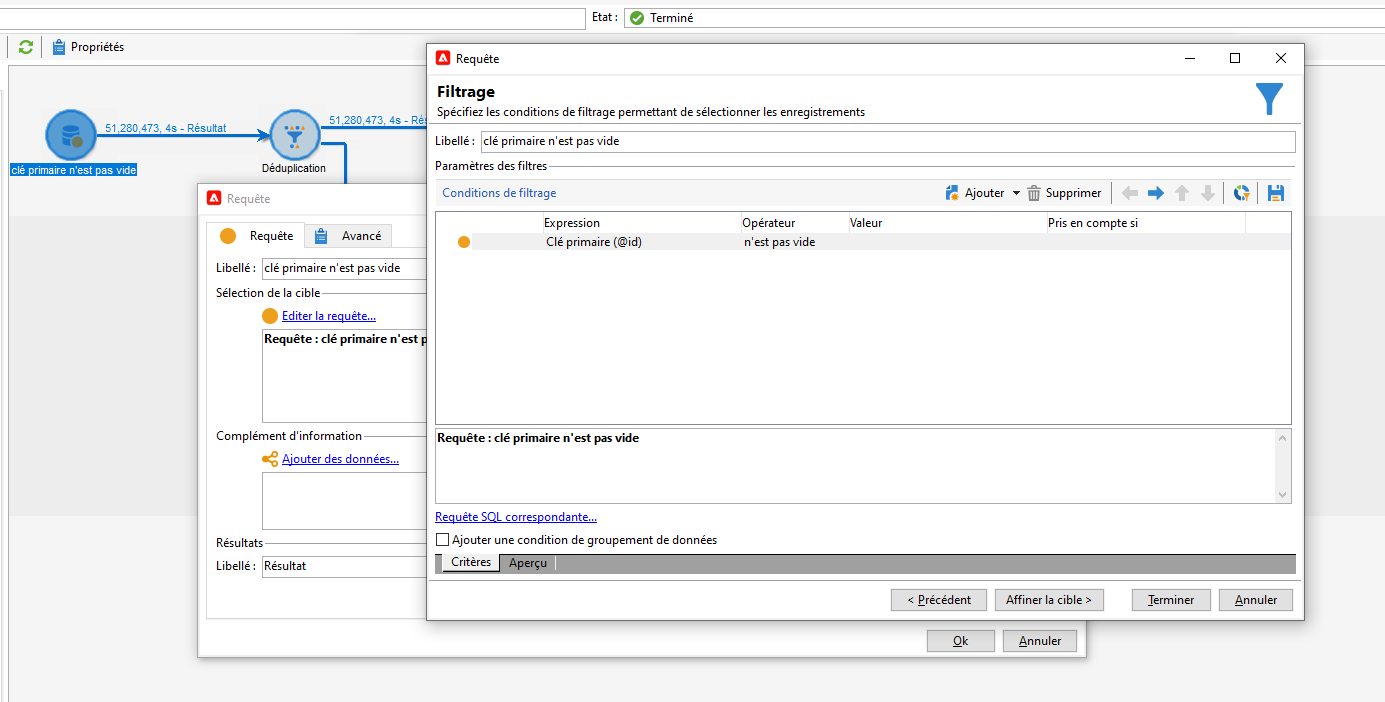 Etat :
Terminé
Propriétés
51,280,473, 4s - Résultat
51,280,473, 4s - Rés
clé primaire n'est pas vide
Déduplication
Requête
Requête
Avancé
Libellé :
clé primaire n'est pas vide
Sélection de la cible
Editer la requête...
Requête : clé primaire n'est p
Complément d'information
Ajouter des données...
Résultats
Libellé :
Résultat
Ok
Annuler
Requête
Filtrage
Spécifiez les conditions de filtrage permettant de sélectionner les enregistrements
Libellé :
clé primaire n'est pas vide
Paramètres des filtres
Conditions de filtrage
Ajouter
Supprimer
Expression
Opérateur
Valeur
Pris en compte si
Clé primaire (@id)
n'est pas vide
Requête : clé primaire n'est pas vide
Requête SQL correspondante...
Ajouter une condition de groupement de données
Critères
Aperçu
< Précédent
Affiner la cible >
Terminer
Annuler